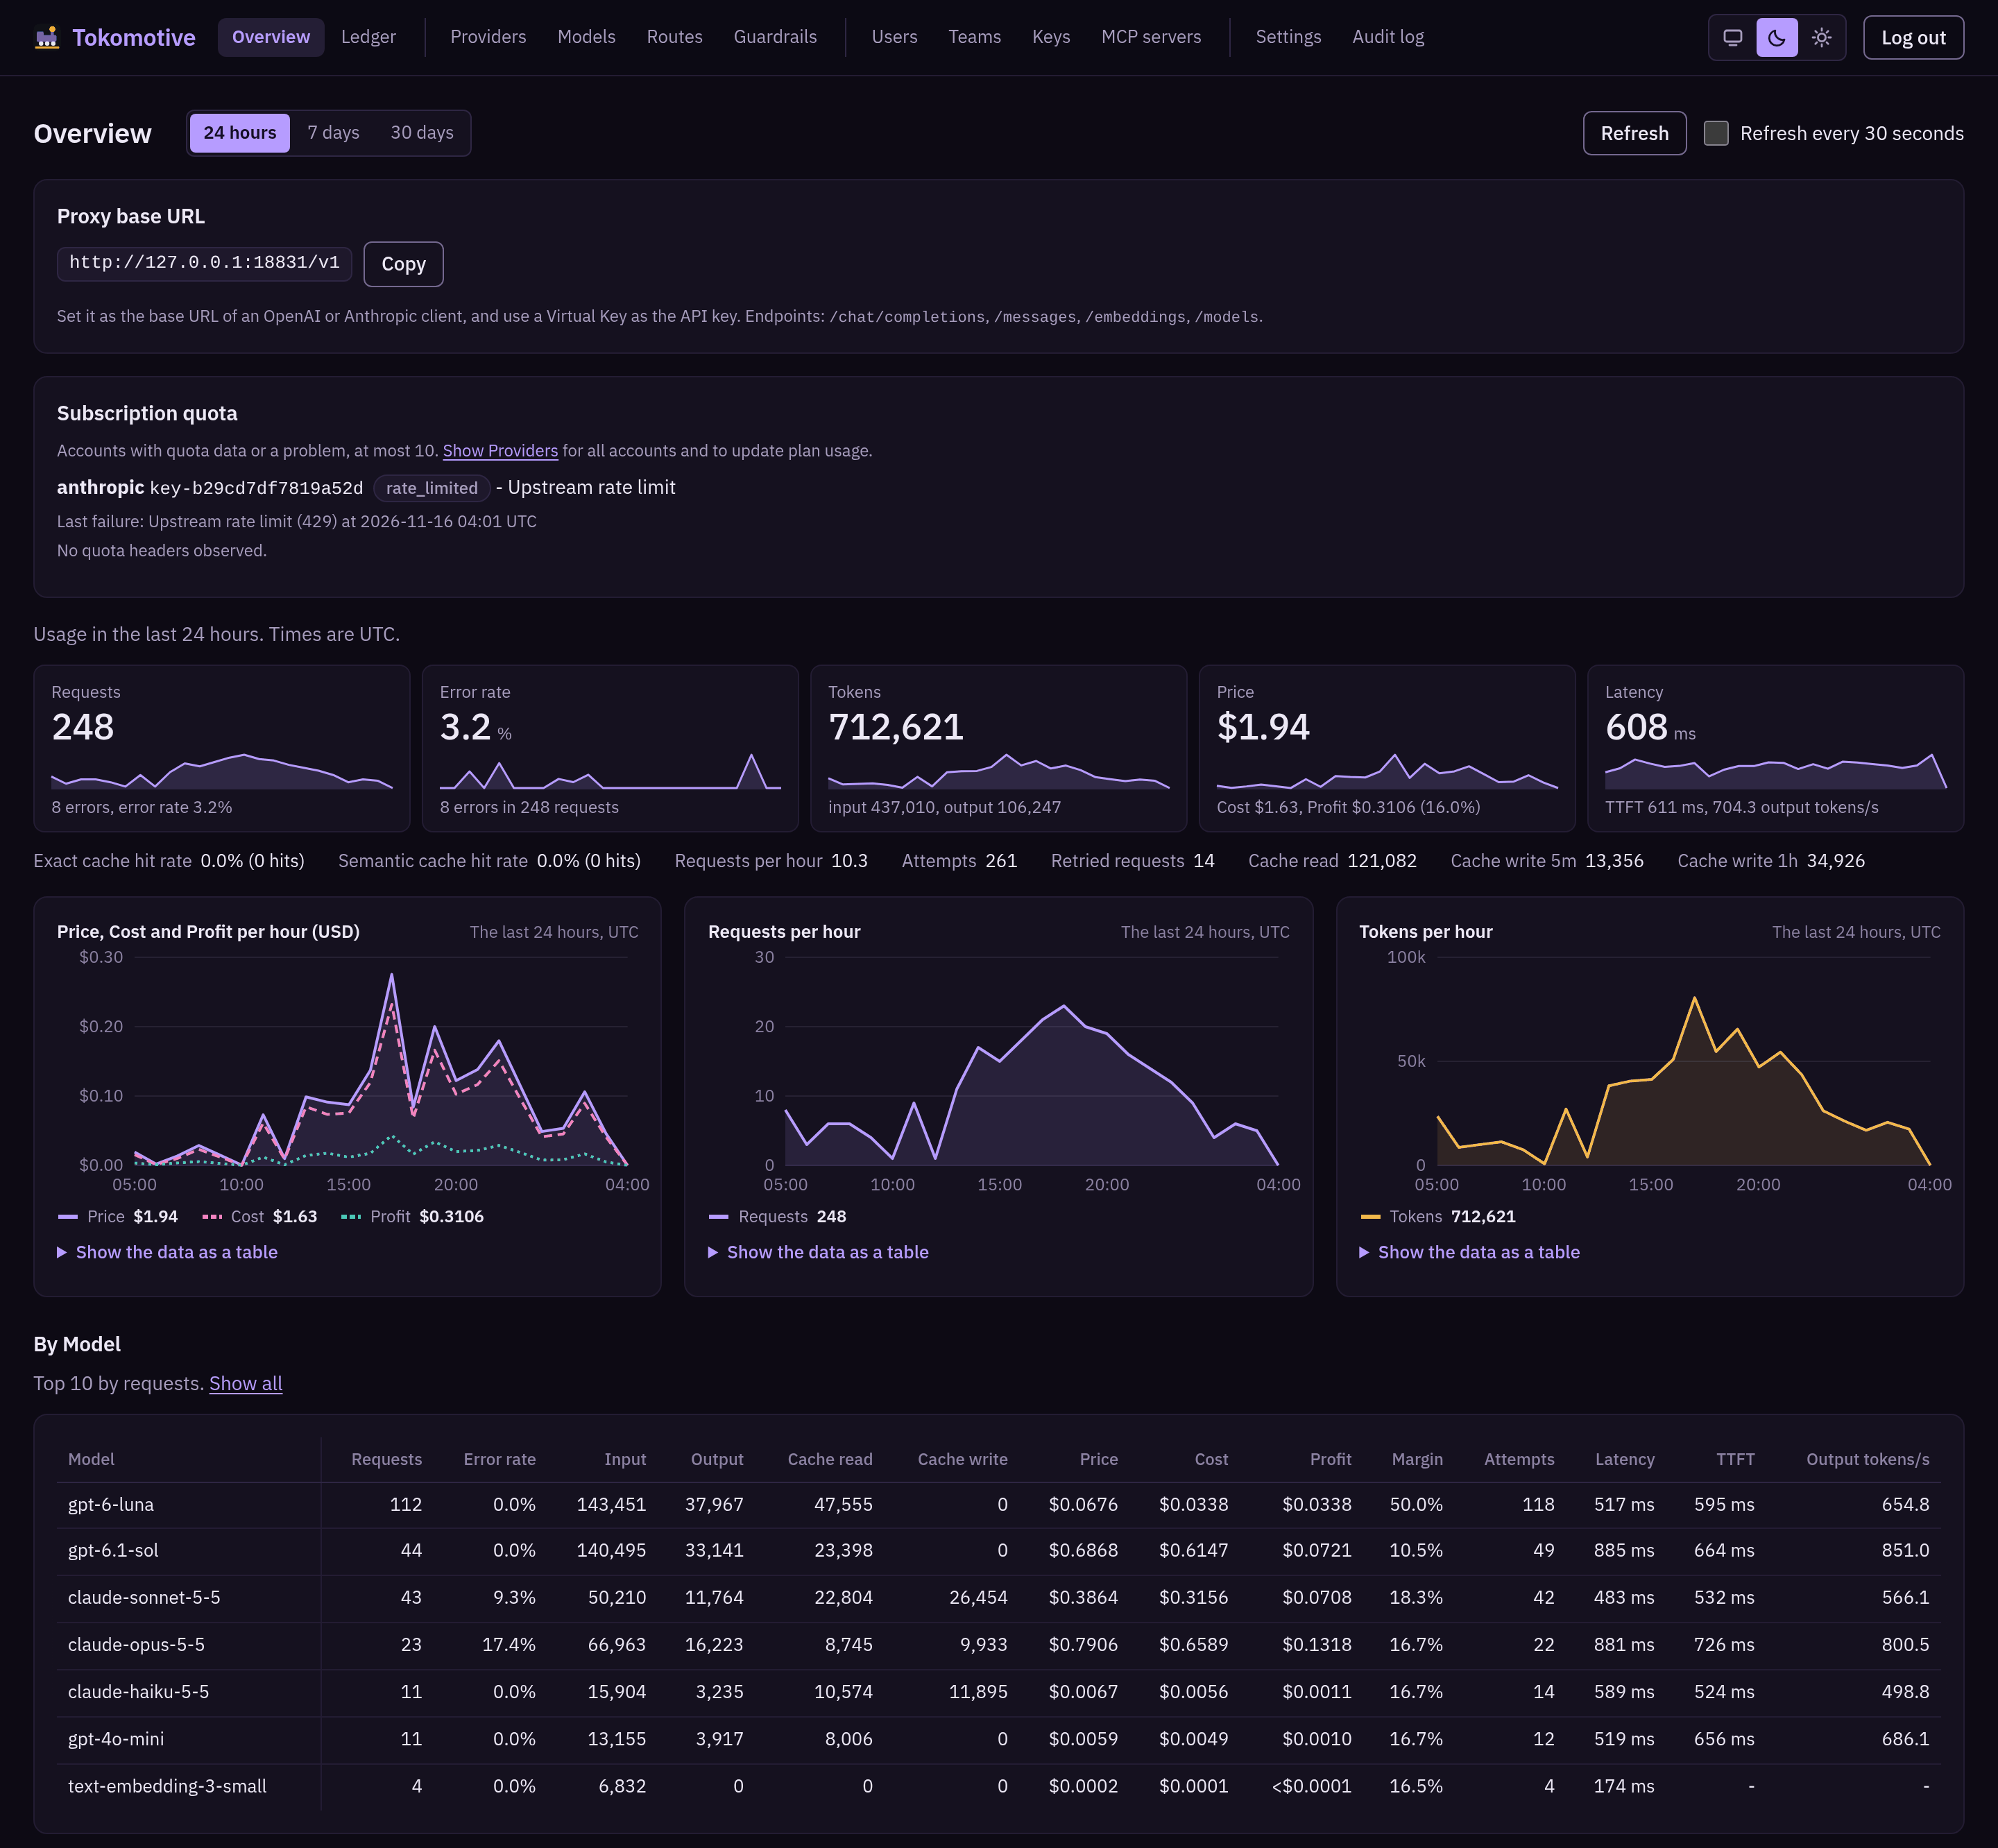 Tokomotive Overview Ledger Providers Models Routes Guardrails Users Teams Keys MCP servers Settings Audit log Log out
Overview 24 hours 7 days 30 days Refresh Refresh every 30 seconds
Proxy base URL
http://127.0.0.1:18831/v1 Copy
Set it as the base URL of an OpenAI or Anthropic client, and use a Virtual Key as the API key. Endpoints: /chat/completions, /messages, /embeddings, /models.
Subscription quota
Accounts with quota data or a problem, at most 10. Show Providers for all accounts and to update plan usage.
anthropic key-b29cd7df7819a52d rate_limited - Upstream rate limit
Last failure: Upstream rate limit (429) at 2026-11-16 04:01 UTC
No quota headers observed.
Usage in the last 24 hours. Times are UTC.
Requests
248
8 errors, error rate 3.2%
Error rate
3.2 %
8 errors in 248 requests
Tokens
712,621
input 437,010, output 106,247
Price
$1.94
Cost $1.63, Profit $0.3106 (16.0%)
Latency
608 ms
TTFT 611 ms, 704.3 output tokens/s
Exact cache hit rate 0.0% (0 hits) Semantic cache hit rate 0.0% (0 hits) Requests per hour 10.3 Attempts 261 Retried requests 14 Cache read 121,082 Cache write 5m 13,356 Cache write 1h 34,926
Price, Cost and Profit per hour (USD) The last 24 hours, UTC
$0.30
$0.20
$0.10
$0.00
05:00 10:00 15:00 20:00 04:00
Price $1.94 Cost $1.63 Profit $0.3106
Show the data as a table
Requests per hour The last 24 hours, UTC
30
20
10
0
05:00 10:00 15:00 20:00 04:00
Requests 248
Show the data as a table
Tokens per hour The last 24 hours, UTC
100k
50k
0
05:00 10:00 15:00 20:00 04:00
Tokens 712,621
Show the data as a table
By Model
Top 10 by requests. Show all
Model Requests Error rate Input Output Cache read Cache write Price Cost Profit Margin Attempts Latency TTFT Output tokens/s
gpt-6-luna 112 0.0% 143,451 37,967 47,555 0 $0.0676 $0.0338 $0.0338 50.0% 118 517 ms 595 ms 654.8
gpt-6.1-sol 44 0.0% 140,495 33,141 23,398 0 $0.6868 $0.6147 $0.0721 10.5% 49 885 ms 664 ms 851.0
claude-sonnet-5-5 43 9.3% 50,210 11,764 22,804 26,454 $0.3864 $0.3156 $0.0708 18.3% 42 483 ms 532 ms 566.1
claude-opus-5-5 23 17.4% 66,963 16,223 8,745 9,933 $0.7906 $0.6589 $0.1318 16.7% 22 881 ms 726 ms 800.5
claude-haiku-5-5 11 0.0% 15,904 3,235 10,574 11,895 $0.0067 $0.0056 $0.0011 16.7% 14 589 ms 524 ms 498.8
gpt-4o-mini 11 0.0% 13,155 3,917 8,006 0 $0.0059 $0.0049 $0.0010 16.7% 12 519 ms 656 ms 686.1
text-embedding-3-small 4 0.0% 6,832 0 0 0 $0.0002 $0.0001 <$0.0001 16.5% 4 174 ms - -